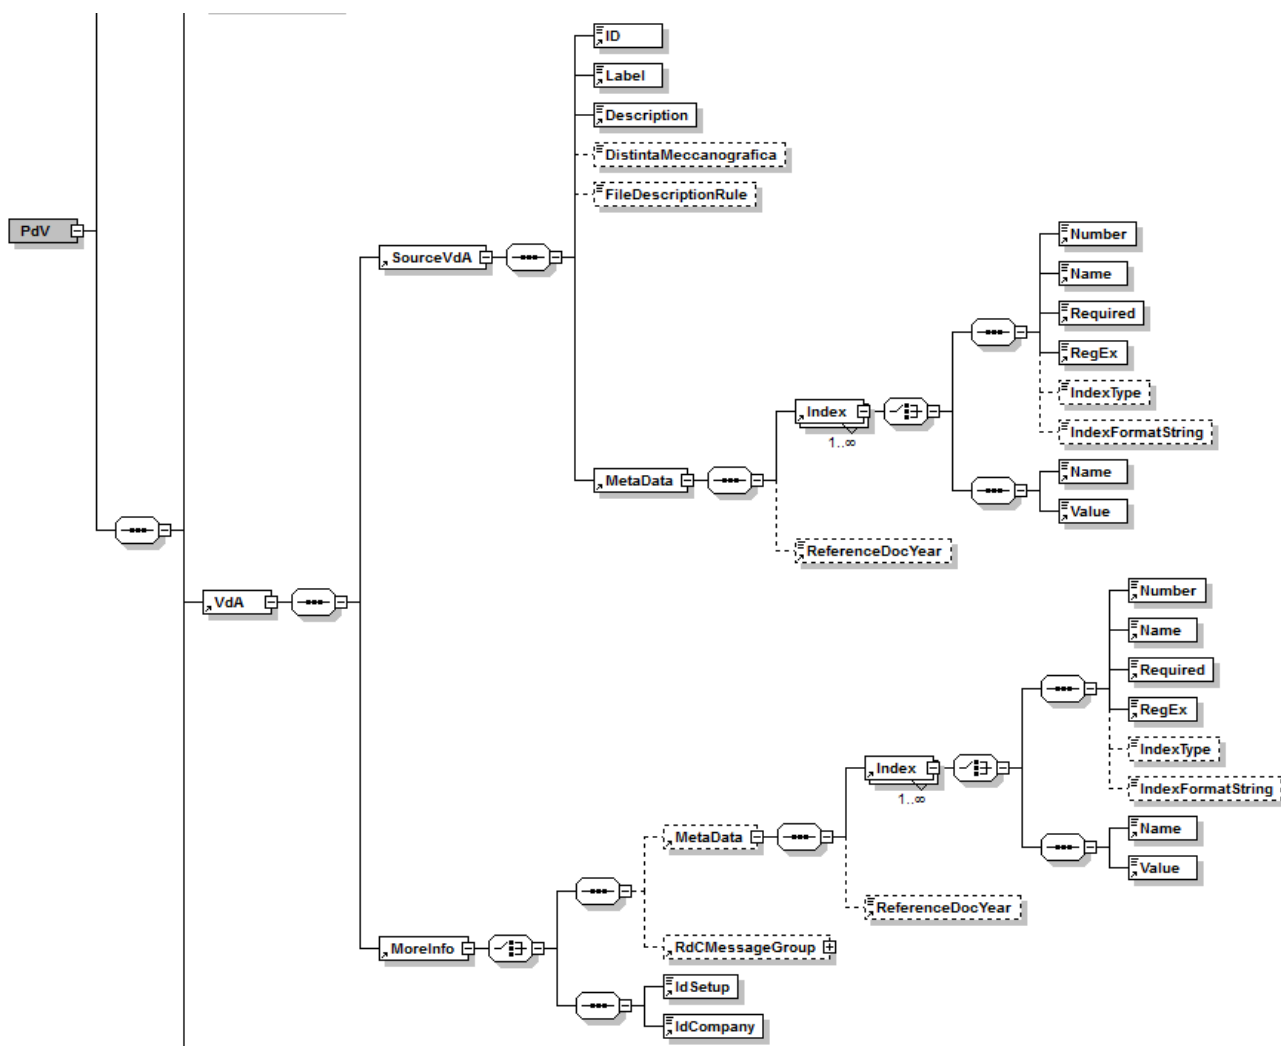 ID
Label
Description
DistintaMeccanografica
FileDescriptionRule
PdV
SourceVdA
Number
Name
Required
RegEx
IndexType
IndexFormatString
Index
1..∞
MetaData
Name
Value
ReferenceDocYear
VdA
Number
Name
Required
RegEx
IndexType
IndexFormatString
Index
1..∞
MetaData
Name
Value
ReferenceDocYear
MoreInfo
RdCMessageGroup
IdSetup
IdCompany